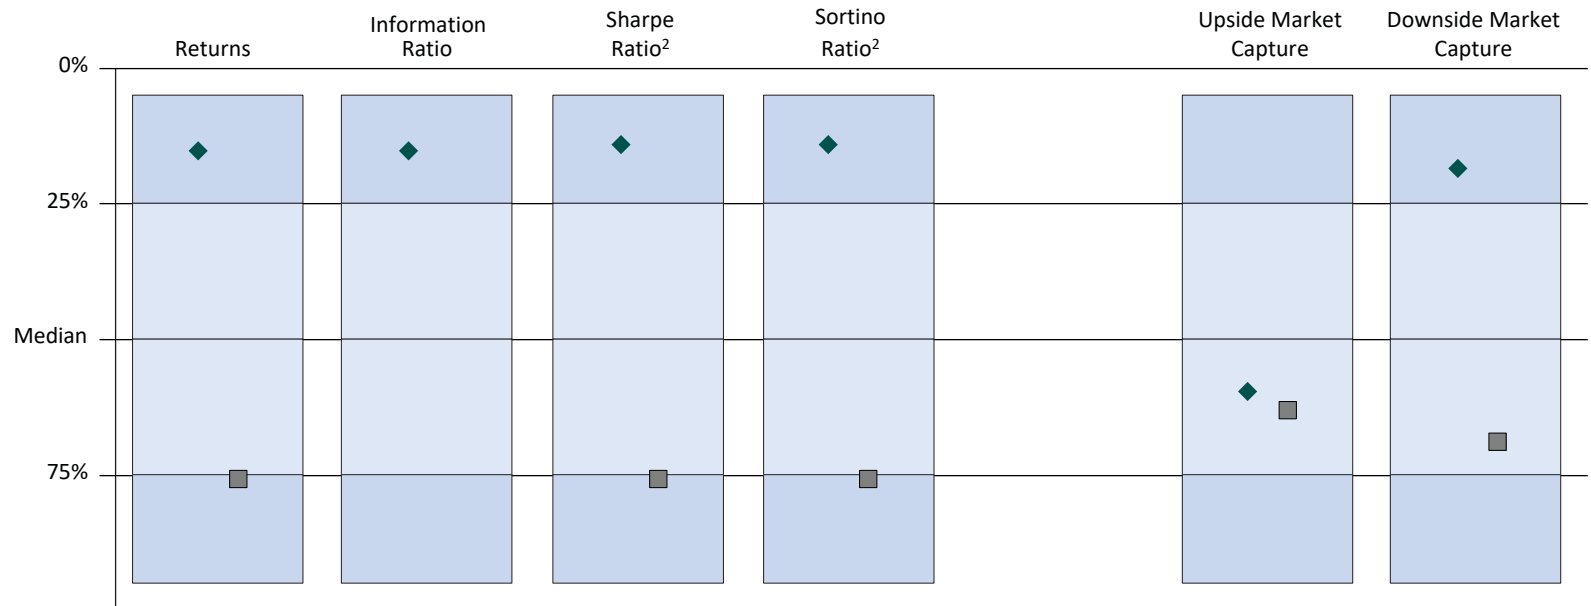 Returns
Information
Ratio
Sharpe
Ratio²
Sortino
Ratio²
Upside Market
Capture
Downside Market
Capture
0%
25%
Median
75%